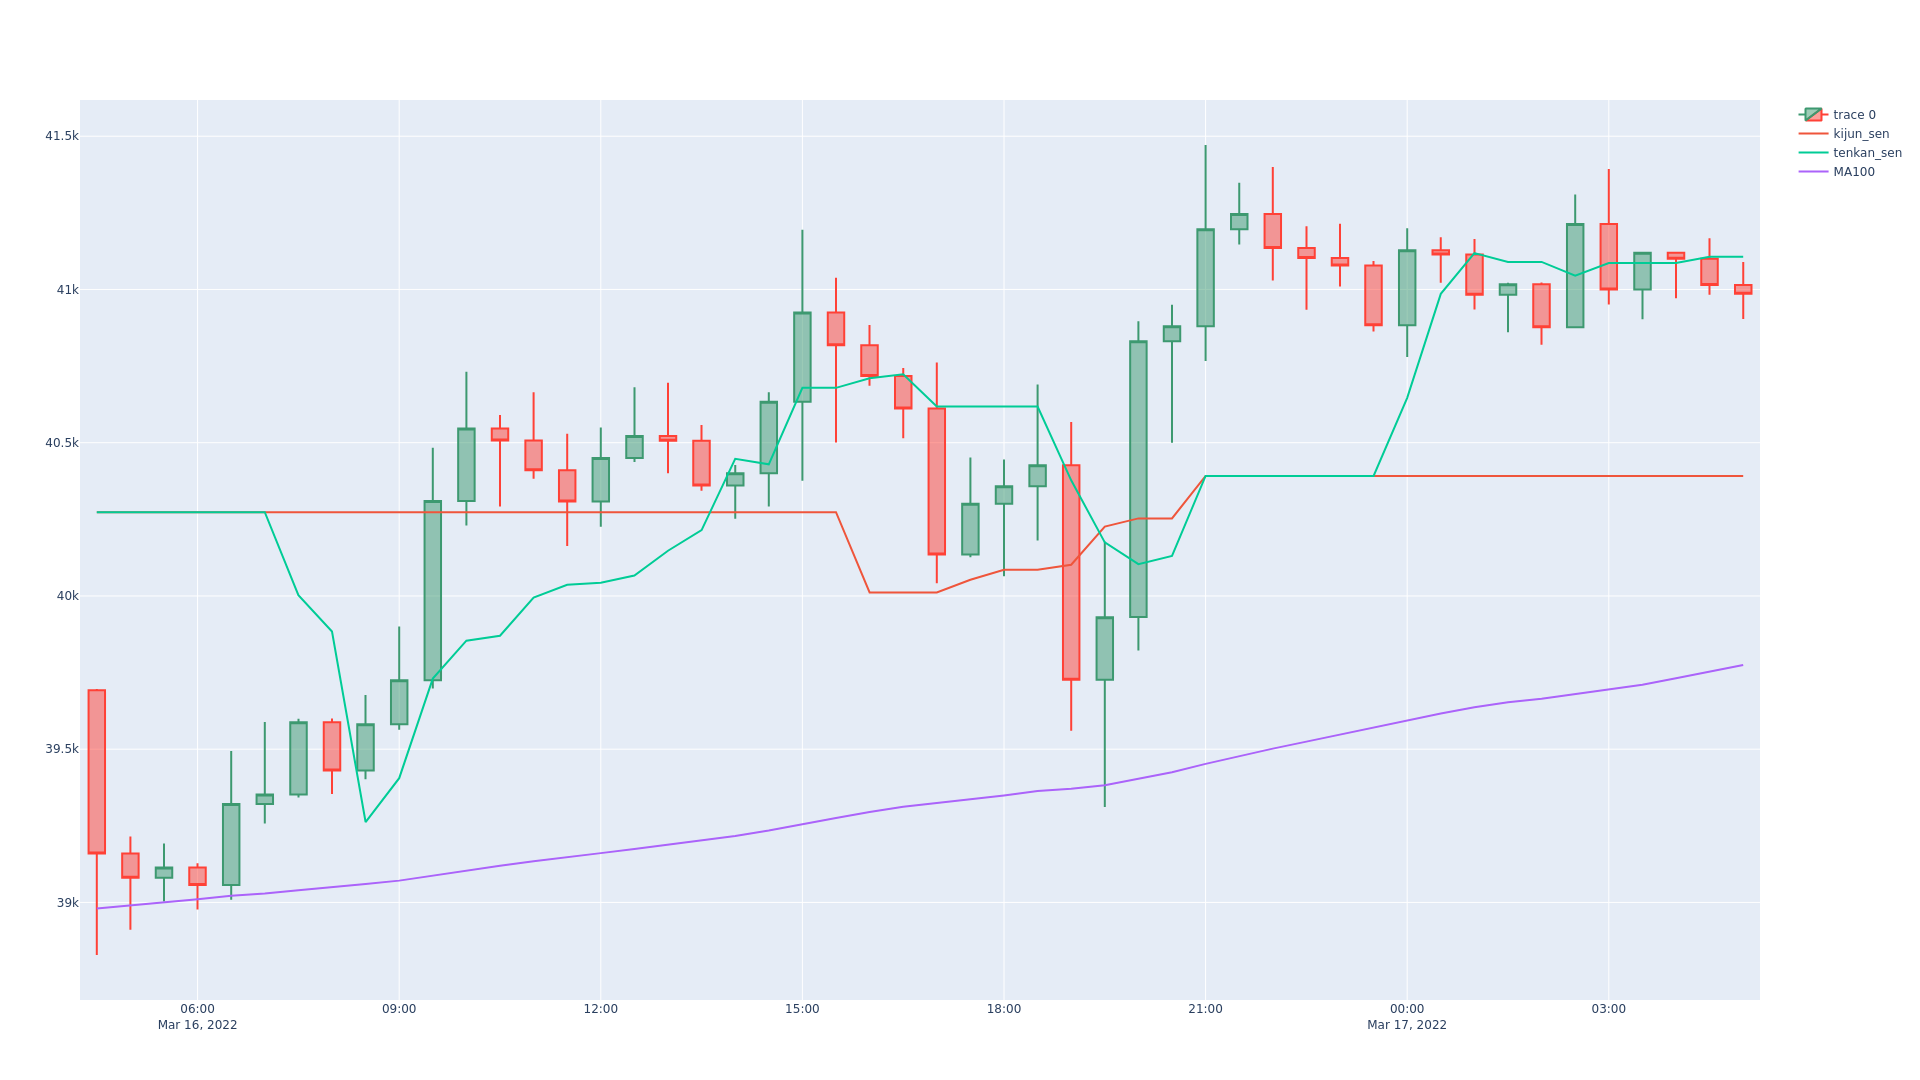 41.5k
41k
40.5k
40k
39.5k
39k
06:00
Mar 16, 2022
09:00
12:00
15:00
18:00
21:00
00:00
Mar 17, 2022
03:00
trace 0
kijun_sen
tenkan_sen
MA100